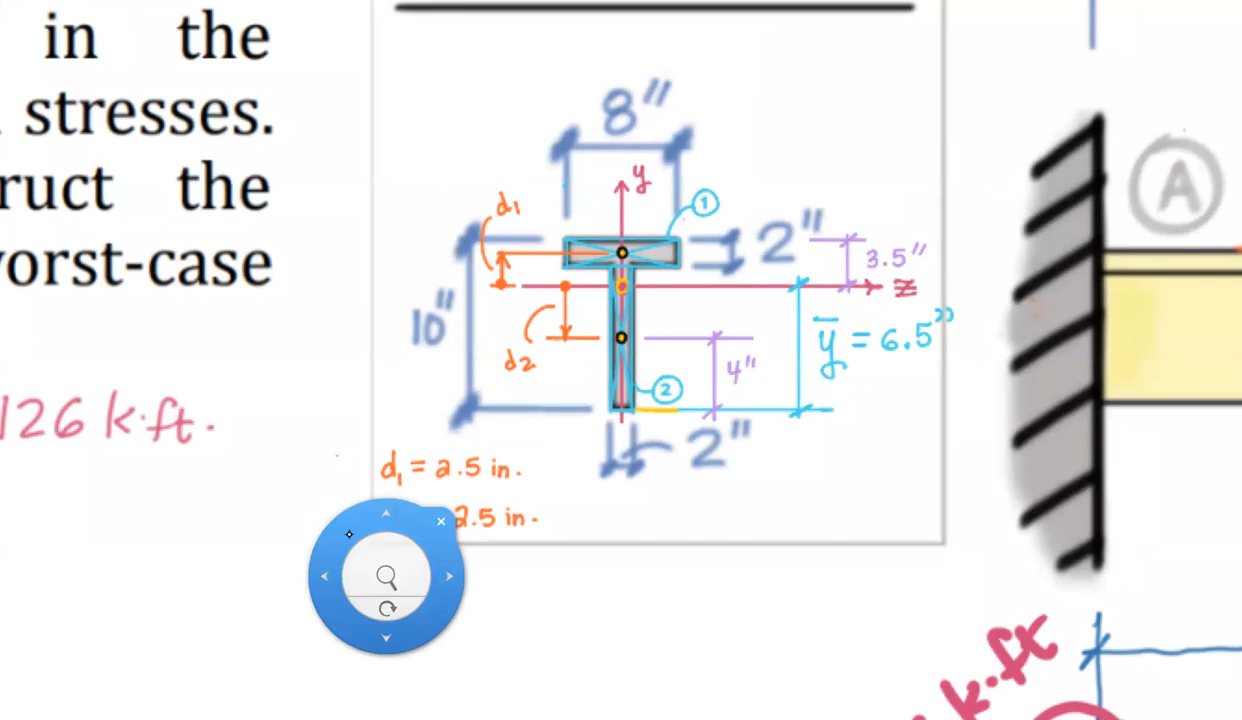 in the
stresses.
ruct the
orst-case
126 k·ft.
8"
y
d1
1
2"
3.5"
z
10"
d2
4"
ȳ = 6.5"
2
2"
d1 = 2.5 in.
2.5 in.
A
k·ft